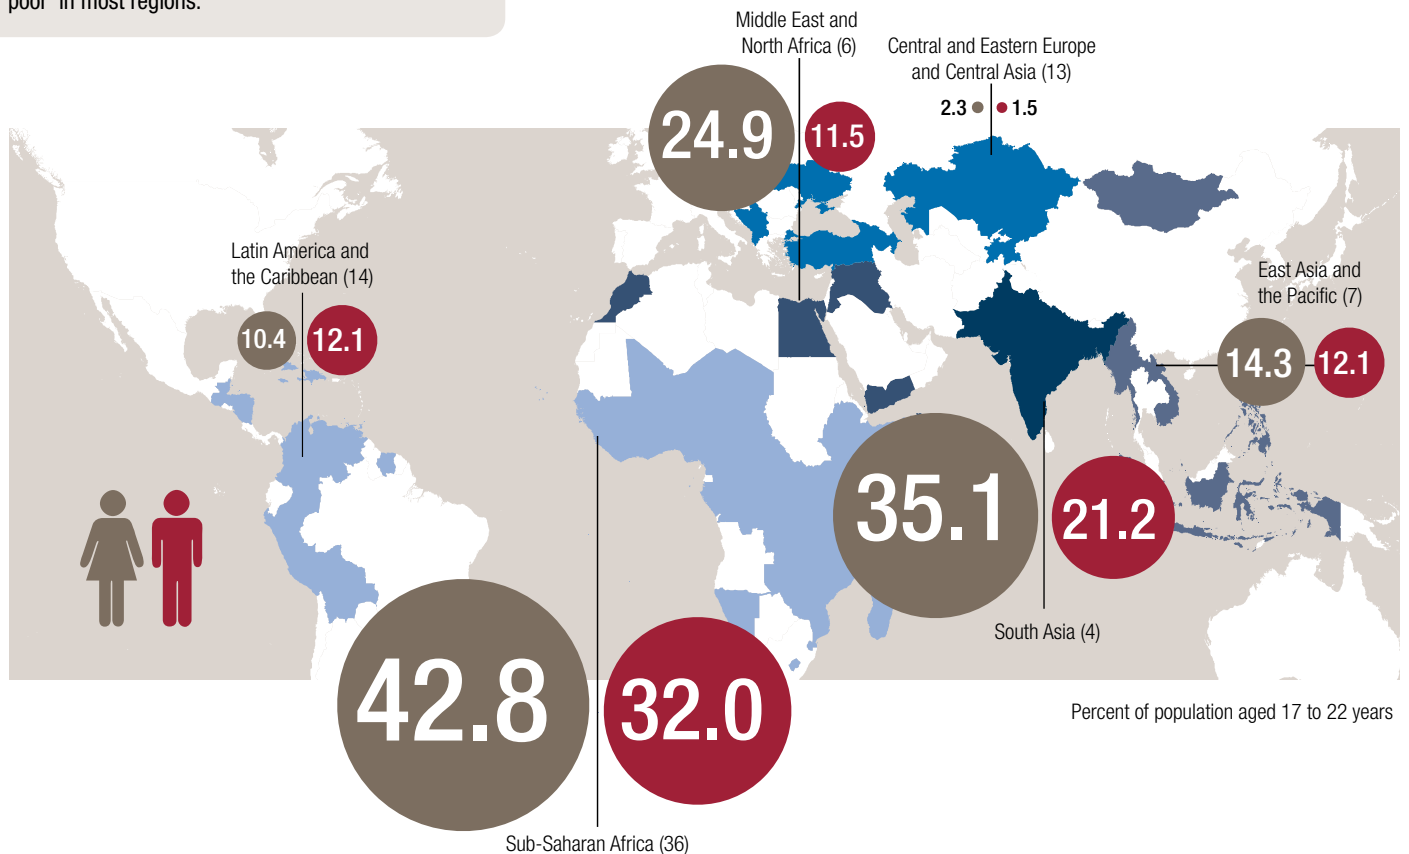 poor" in most regions.
Middle East and
North Africa (6)
24.9
11.5
Central and Eastern Europe
and Central Asia (13)
2.3
1.5
Latin America and
the Caribbean (14)
10.4
12.1
East Asia and
the Pacific (7)
14.3
12.1
35.1
21.2
South Asia (4)
42.8
32.0
Sub-Saharan Africa (36)
Percent of population aged 17 to 22 years